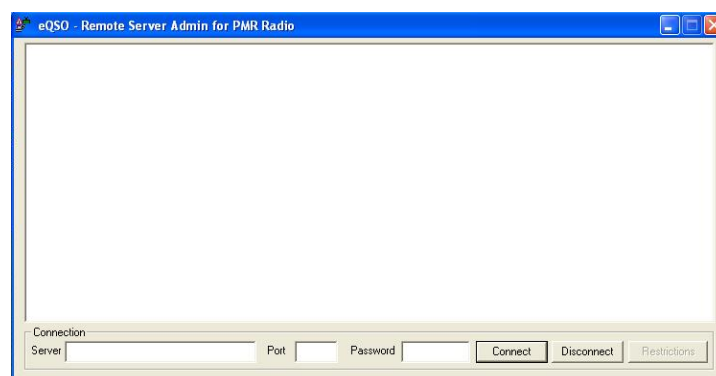 eQSO - Remote Server Admin for PMR Radio
Connection
Server Port Password Connect Disconnect Restrictions